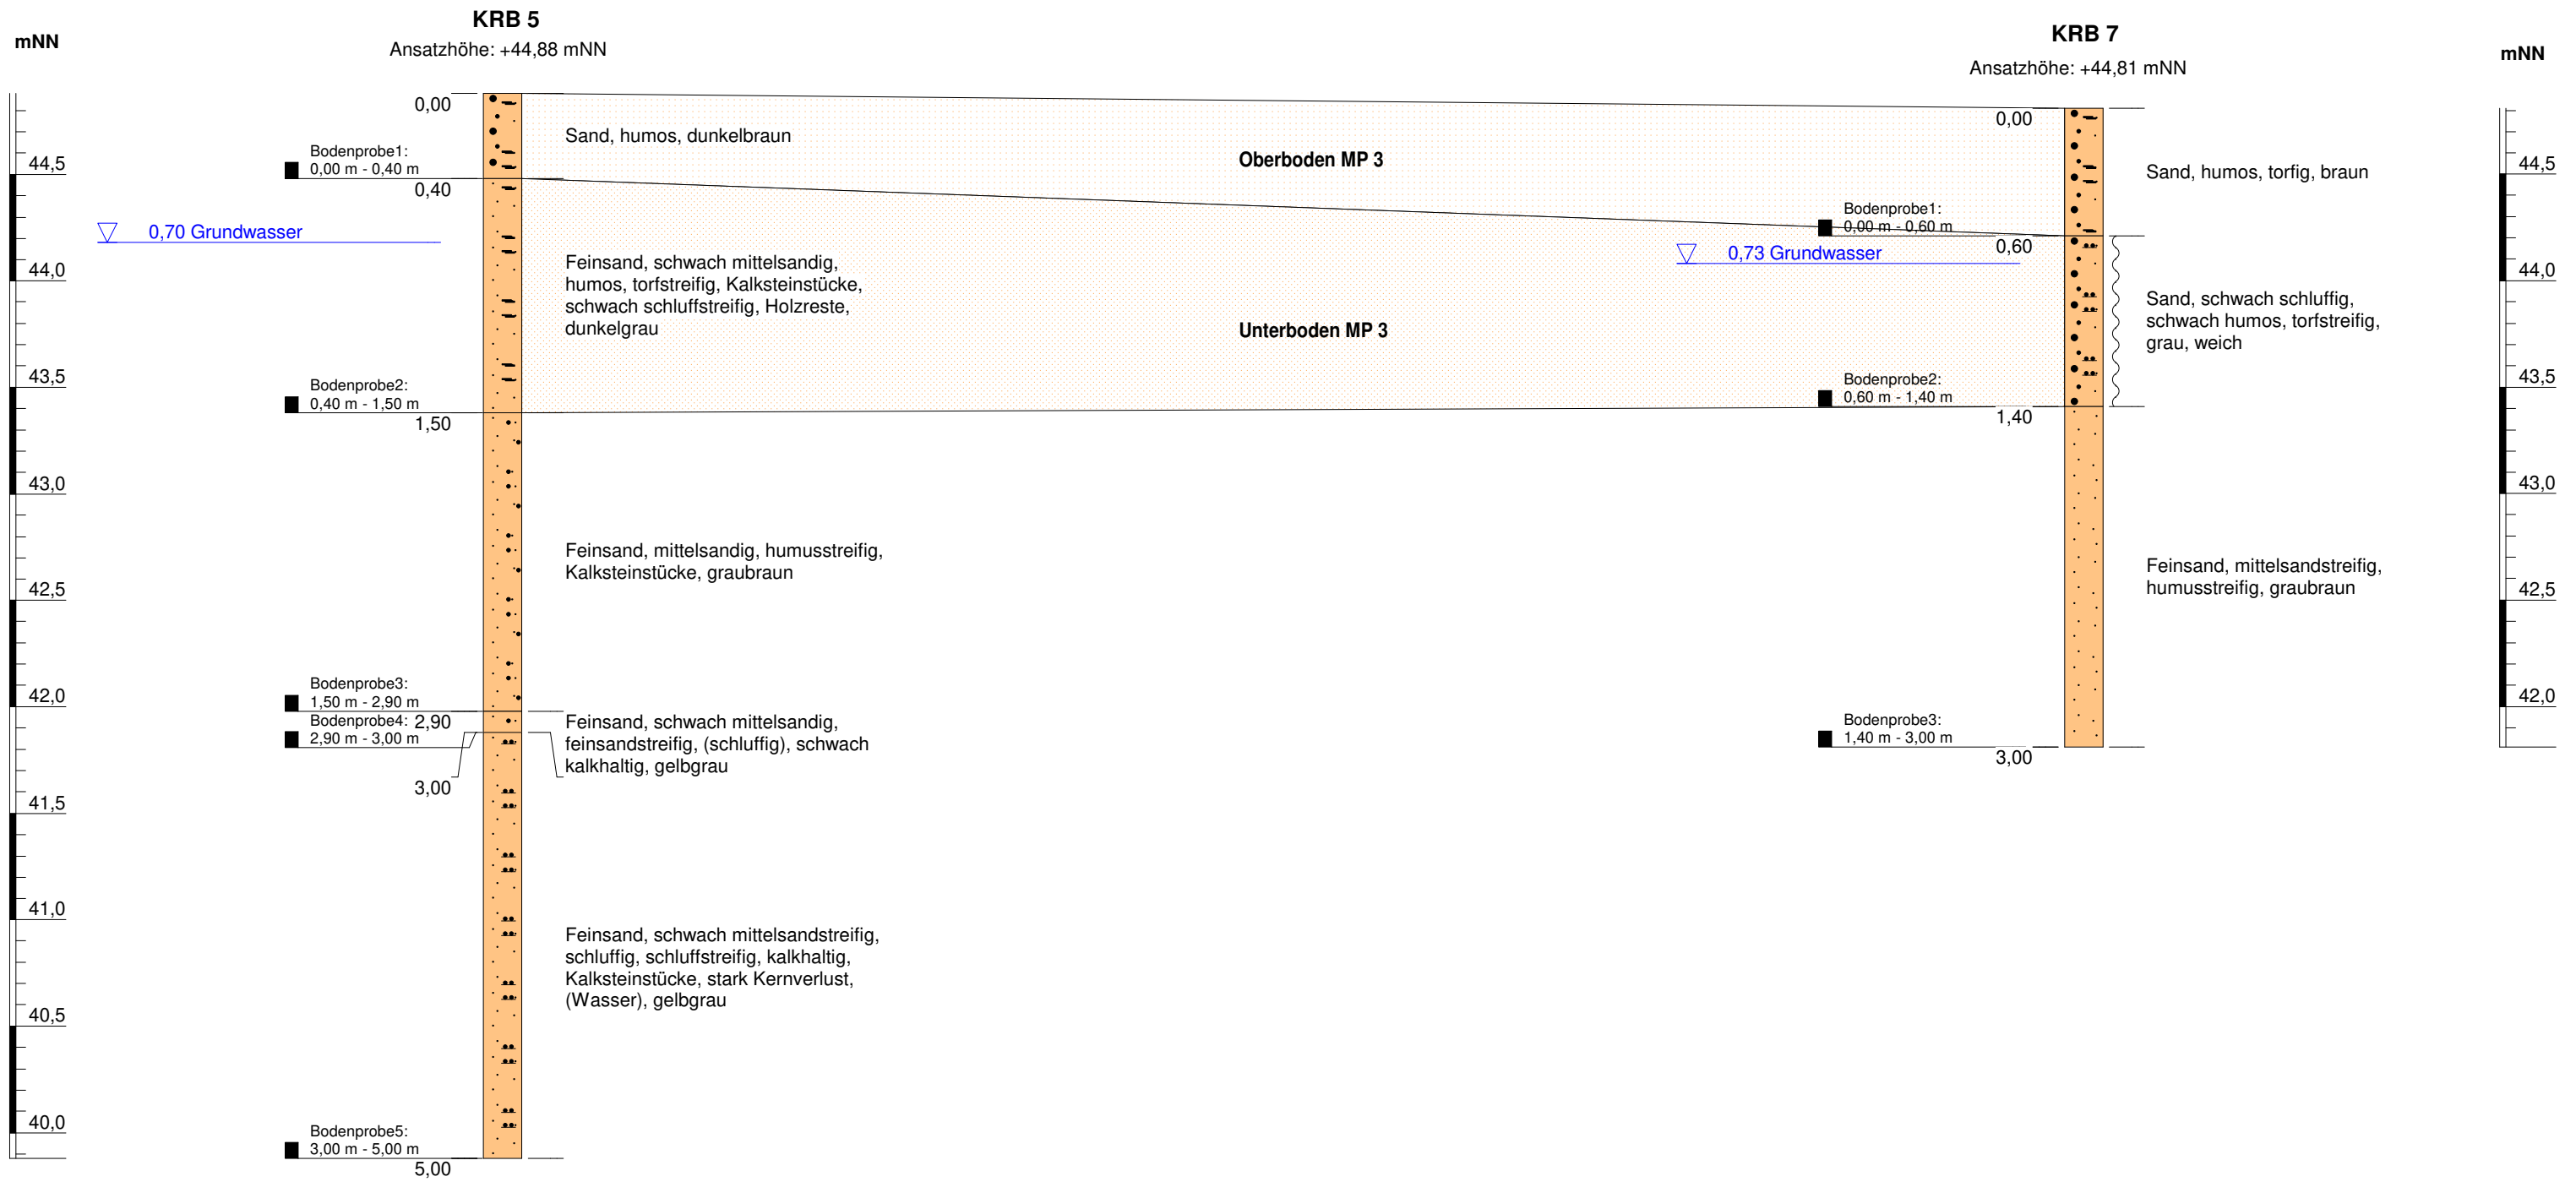 mNN
KRB 5
Ansatzhöhe: +44,88 mNN
KRB 7
Ansatzhöhe: +44,81 mNN
mNN
44,5
44,0
43,5
43,0
42,5
42,0
41,5
41,0
40,5
40,0
0,70 Grundwasser
Bodenprobe1:
0,00 m - 0,40 m
Bodenprobe2:
0,40 m - 1,50 m
Bodenprobe3:
1,50 m - 2,90 m
Bodenprobe4:
2,90 m - 3,00 m
Bodenprobe5:
3,00 m - 5,00 m
0,00
0,40
1,50
2,90
3,00
5,00
Sand, humos, dunkelbraun
Feinsand, schwach mittelsandig,
humos, torfstreifig, Kalksteinstücke,
schwach schluffstreifig, Holzreste,
dunkelgrau
Feinsand, mittelsandig, humusstreifig,
Kalksteinstücke, graubraun
Feinsand, schwach mittelsandig,
feinsandstreifig, (schluffig), schwach
kalkhaltig, gelbgrau
Feinsand, schwach mittelsandstreifig,
schluffig, schluffstreifig, kalkhaltig,
Kalksteinstücke, stark Kernverlust,
(Wasser), gelbgrau
Oberboden MP 3
Unterboden MP 3
0,73 Grundwasser
Bodenprobe1:
0,00 m - 0,60 m
Bodenprobe2:
0,60 m - 1,40 m
Bodenprobe3:
1,40 m - 3,00 m
0,00
0,60
1,40
3,00
Sand, humos, torfig, braun
Sand, schwach schluffig,
schwach humos, torfstreifig,
grau, weich
Feinsand, mittelsandstreifig,
humusstreifig, graubraun
44,5
44,0
43,5
43,0
42,5
42,0